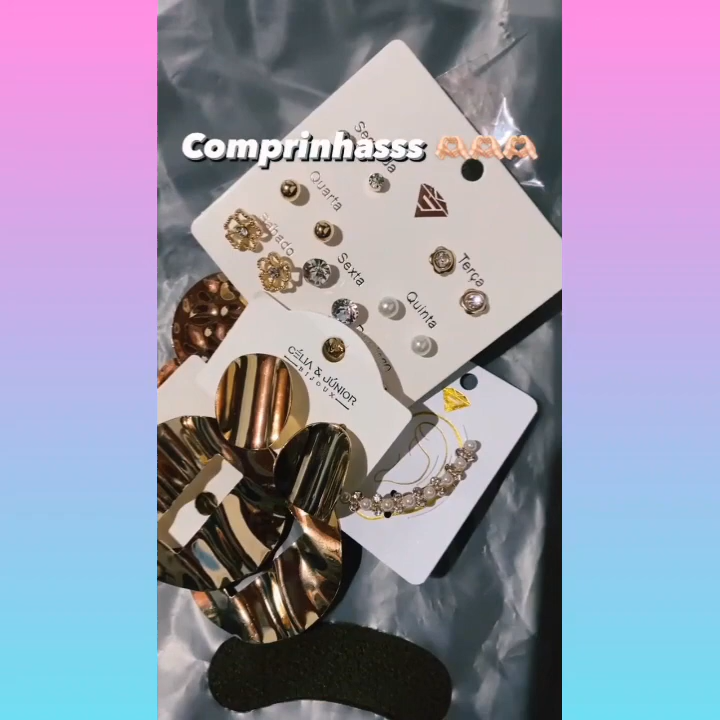 Comprinhasss
Quarta
Sábado
Sexta
Terça
Quinta
CÉLIA & JÚNIOR
BIJOUX